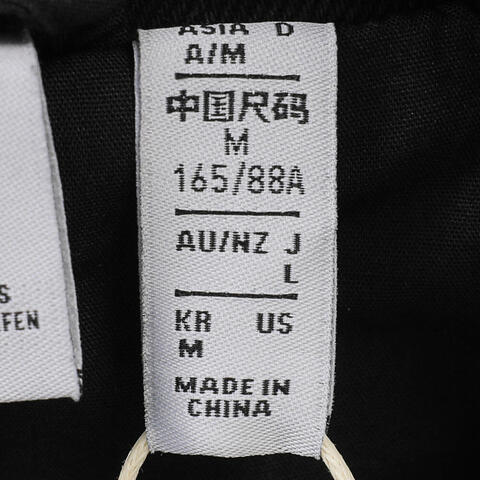 ASIA D
A/M
中国尺码
M
165/88A
AU/NZ J
L
KR US
M
MADE IN
CHINA
S
FEN